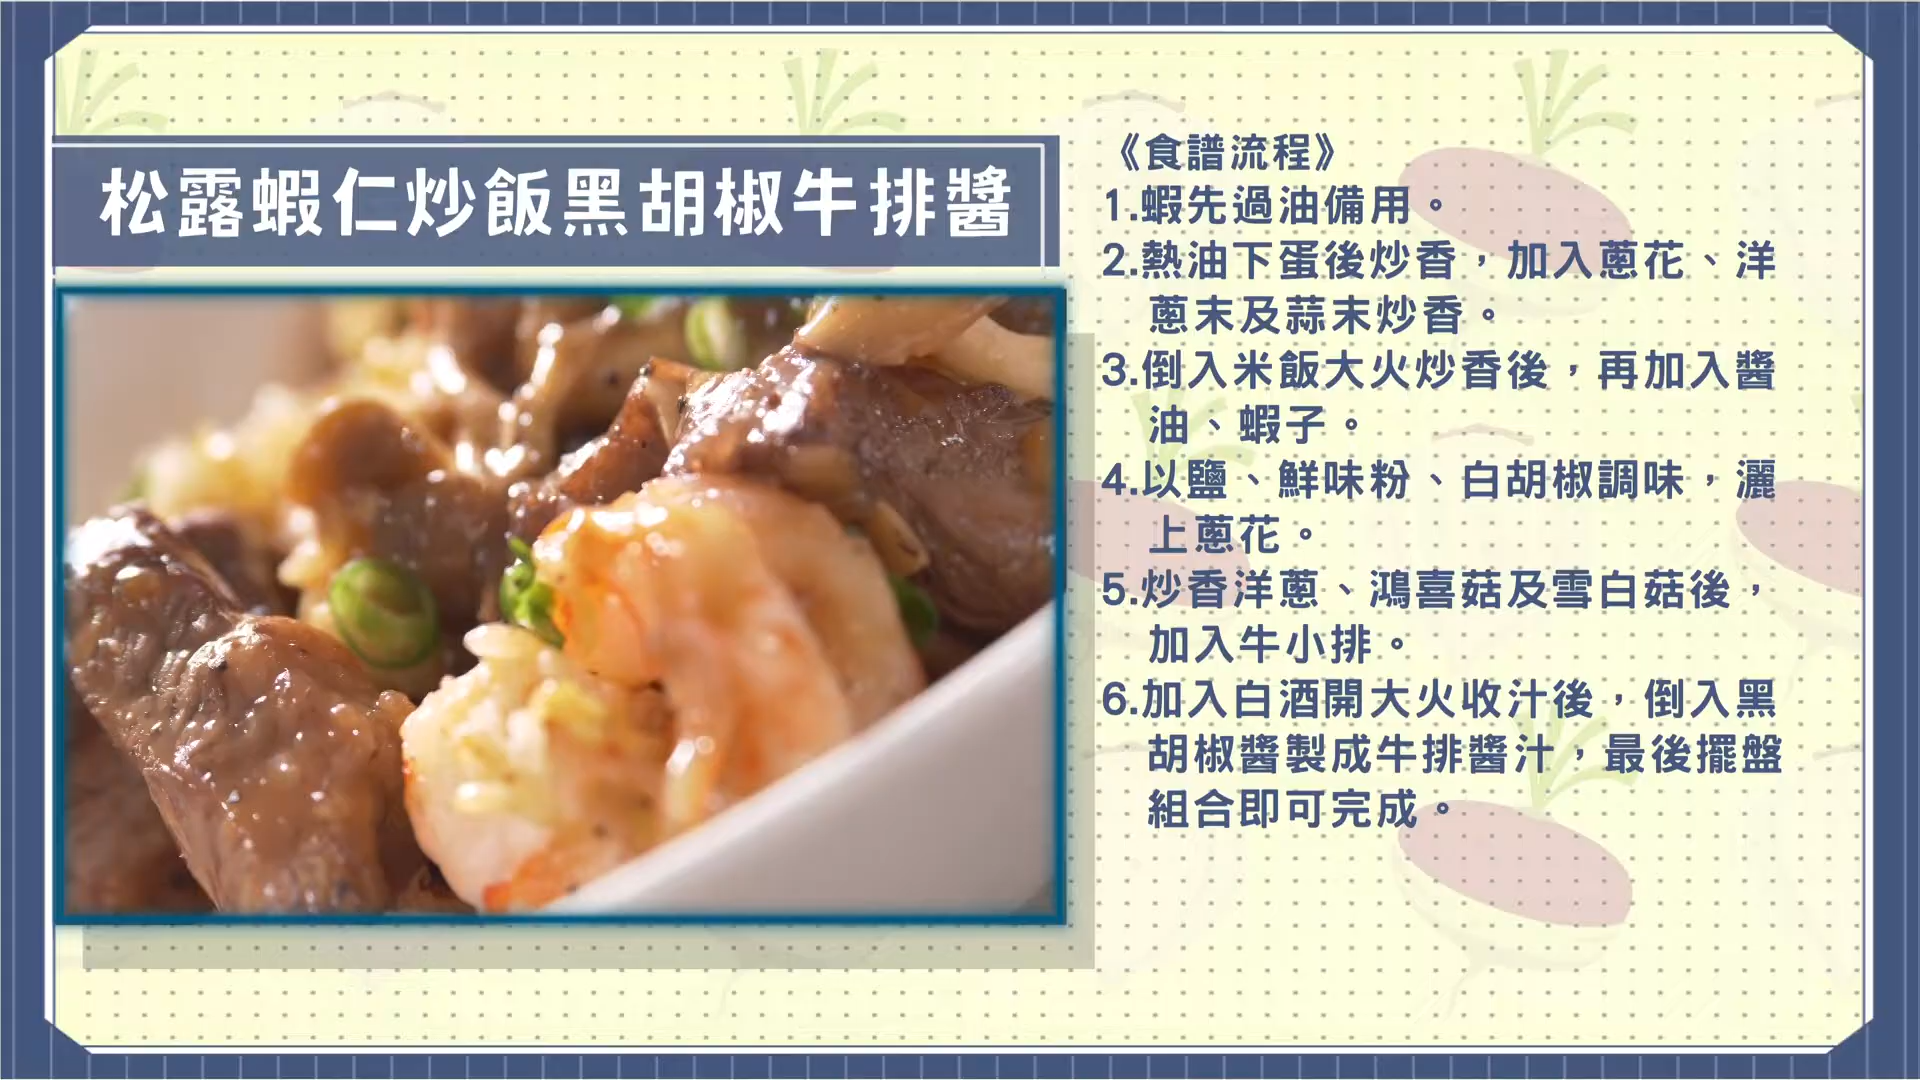 松露蝦仁炒飯黑胡椒牛排醬
《食譜流程》
1.蝦先過油備用。
2.熱油下蛋後炒香，加入蔥花、洋
蔥末及蒜末炒香。
3.倒入米飯大火炒香後，再加入醬
油、蝦子。
4.以鹽、鮮味粉、白胡椒調味，灑
上蔥花。
5.炒香洋蔥、鴻喜菇及雪白菇後，
加入牛小排。
6.加入白酒開大火收汁後，倒入黑
胡椒醬製成牛排醬汁，最後擺盤
組合即可完成。